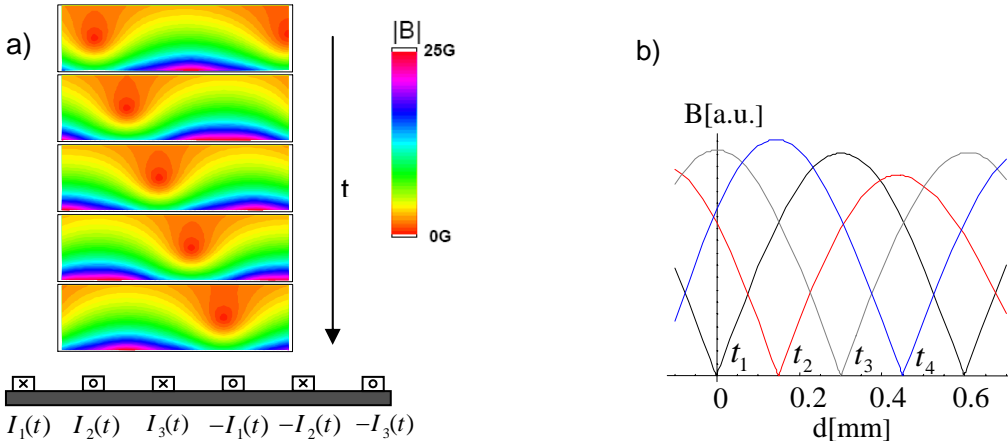 a)
|B|
25G
0G
t
I₁(t) I₂(t) I₃(t) −I₁(t) −I₂(t) −I₃(t)
b)
B[a.u.]
t₁ t₂ t₃ t₄
0 0.2 0.4 0.6
d[mm]